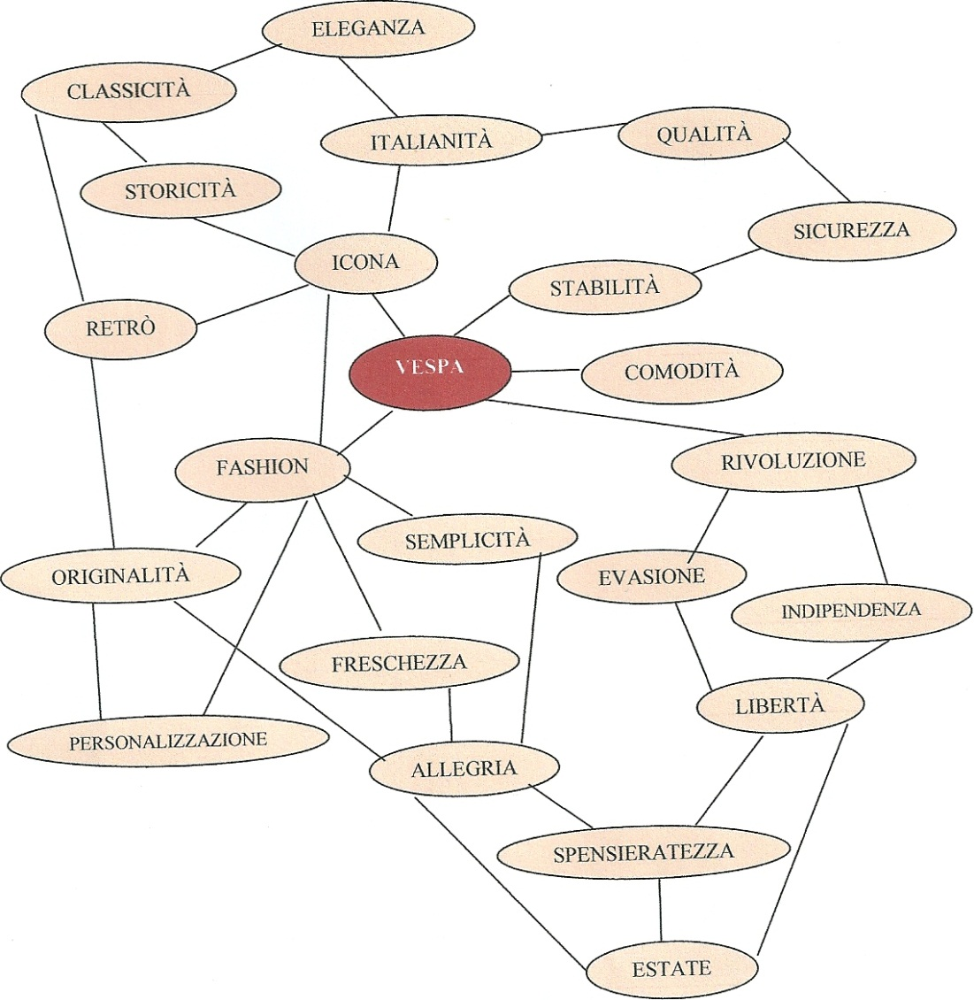 ELEGANZA
CLASSICITÀ
ITALIANITÀ
QUALITÀ
STORICITÀ
SICUREZZA
ICONA
STABILITÀ
RETRÒ
VESPA
COMODITÀ
FASHION
RIVOLUZIONE
SEMPLICITÀ
ORIGINALITÀ
EVASIONE
INDIPENDENZA
FRESCHEZZA
LIBERTÀ
PERSONALIZZAZIONE
ALLEGRIA
SPENSIERATEZZA
ESTATE